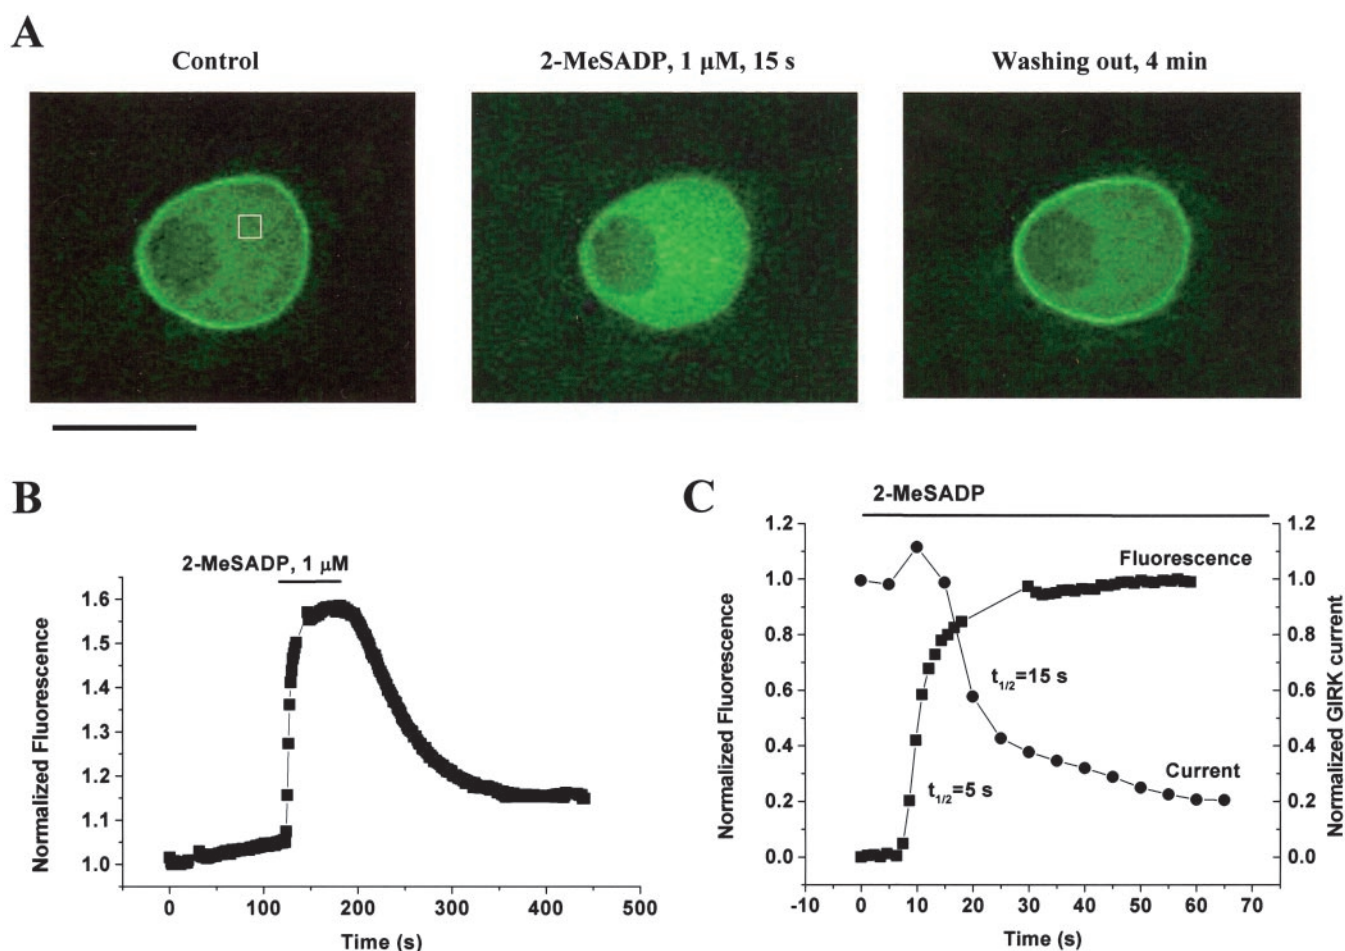 A
Control
2-MeSADP, 1 μM, 15 s
Washing out, 4 min
B
2-MeSADP, 1 μM
Normalized Fluorescence
1.6
1.5
1.4
1.3
1.2
1.1
1.0
0
100
200
300
400
500
Time (s)
C
2-MeSADP
Normalized Fluorescence
1.2
1.0
0.8
0.6
0.4
0.2
0.0
Fluorescence
t1/2=15 s
t1/2=5 s
Current
1.2
1.0
0.8
0.6
0.4
0.2
0.0
Normalized GIRK current
-10
0
10
20
30
40
50
60
70
Time (s)